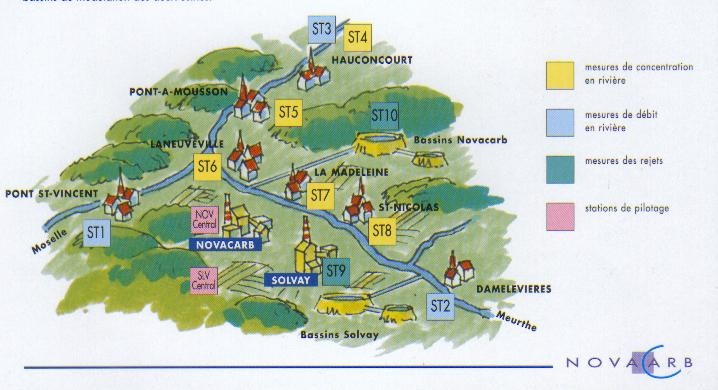 ST3
ST4
HAUCONCOURT
PONT-A-MOUSSON
ST5
ST10
Bassins Novacarb
LANEUVEVILLE
ST6
LA MADELEINE
ST7
PONT ST-VINCENT
ST1
Moselle
NOV
Central
NOVACARB
ST-NICOLAS
ST8
SLV
Central
SOLVAY
ST9
DAMELEVIERES
ST2
Meurthe
Bassins Solvay
mesures de concentration
en rivière
mesures de débit
en rivière
mesures des rejets
stations de pilotage
NOVACARB